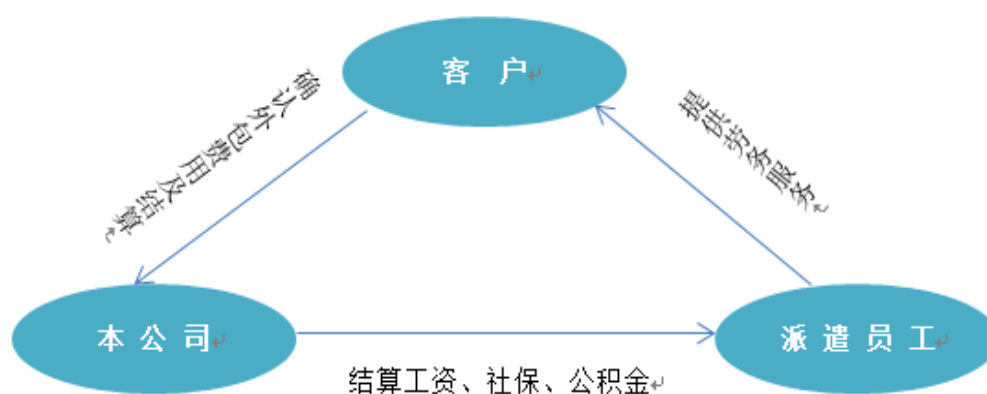 客 户
确认外包费用及结算
提供劳务服务
本 公 司
派 遣 员 工
结算工资、社保、公积金